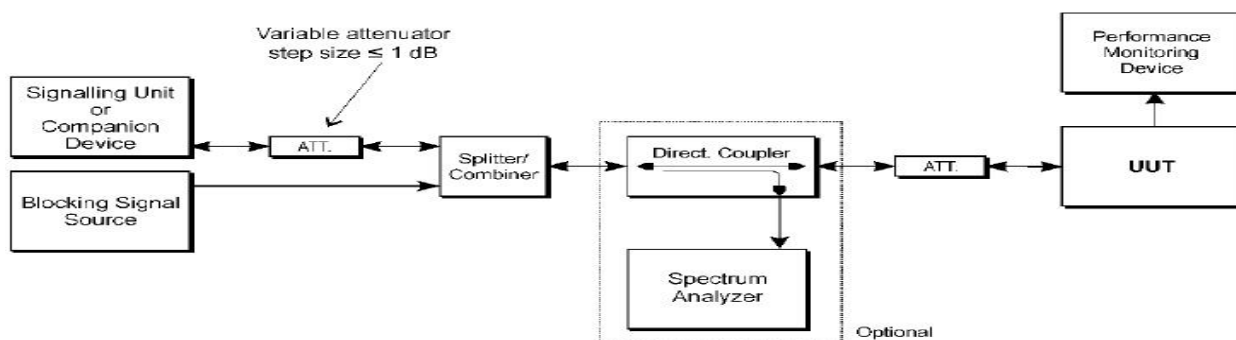 Variable attenuator
step size ≤ 1 dB
Signalling Unit
or
Companion
Device
ATT.
Splitter/
Combiner
Blocking Signal
Source
Direct. Coupler
Spectrum
Analyzer
Optional
ATT.
Performance
Monitoring
Device
UUT